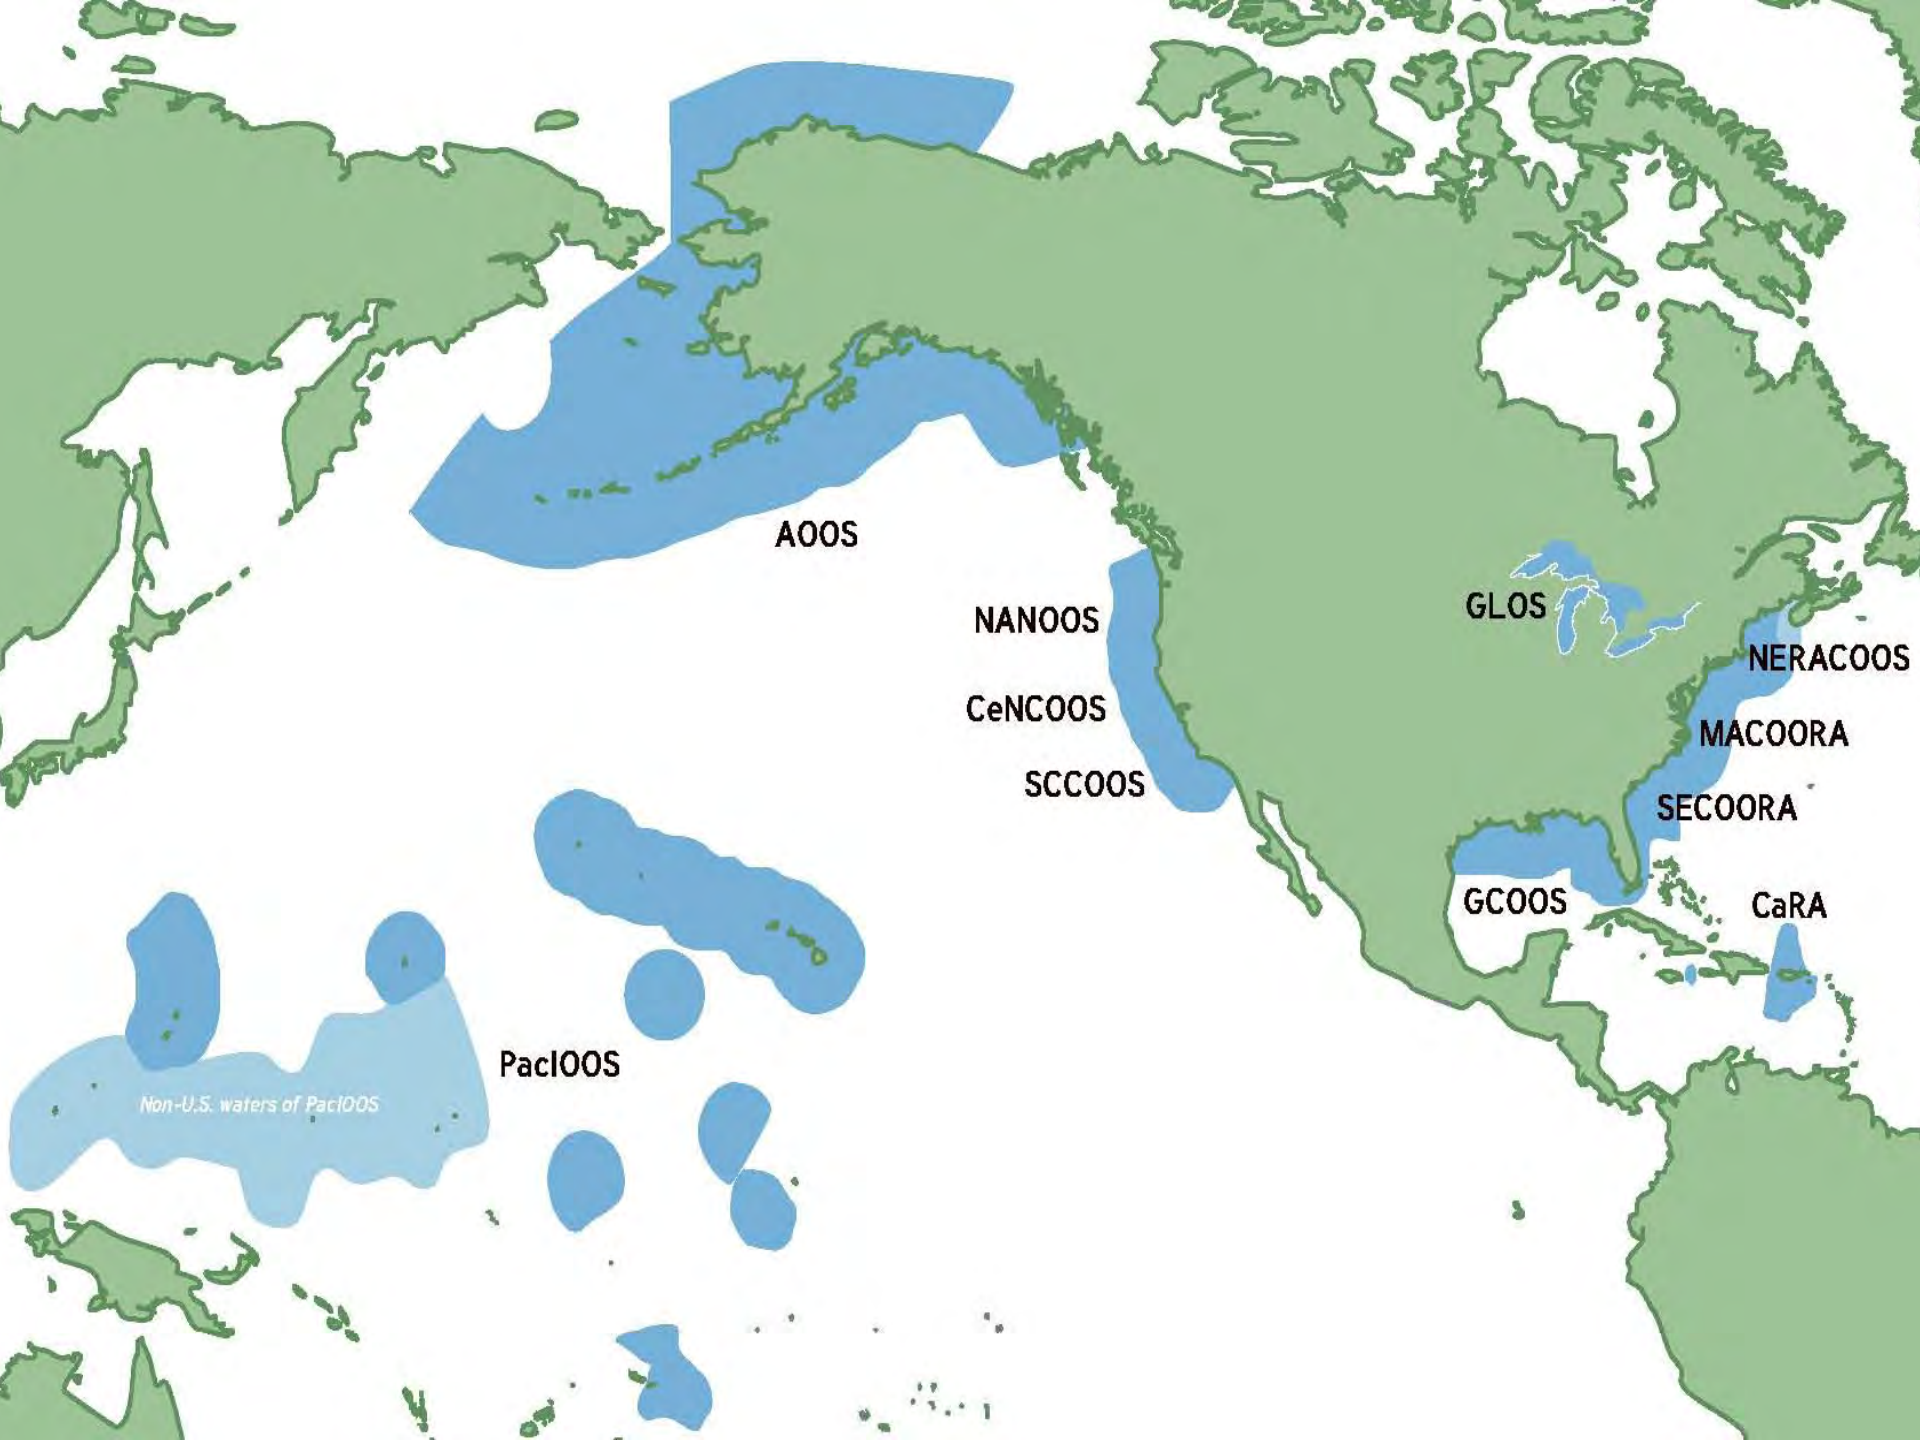 AOOS
NANOOS
GLOS
NERACOOS
CeNCOOS
MACOORA
SCCOOS
SECOORA
GCOOS
CaRA
PacIOOS
Non-U.S. waters of PacIOOS